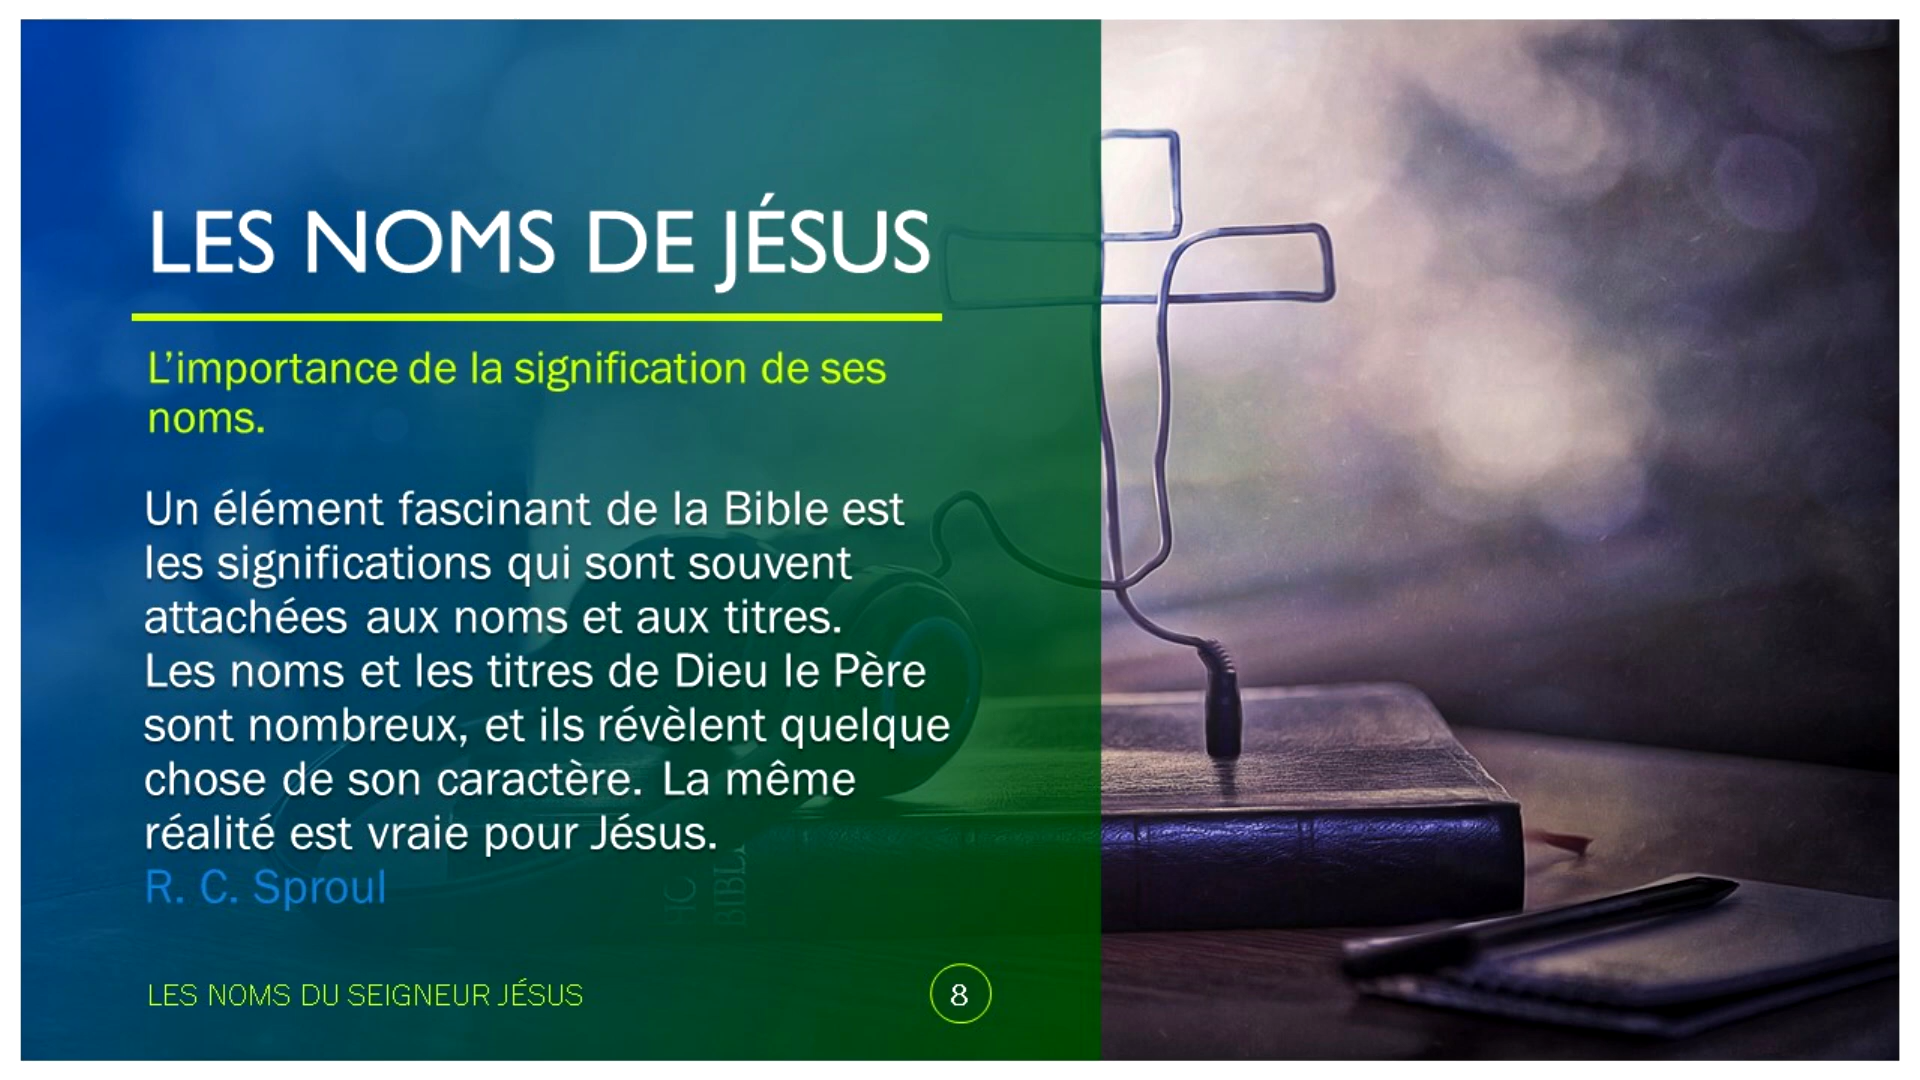 LES NOMS DE JÉSUS
L’importance de la signification de ses
noms.
Un élément fascinant de la Bible est
les significations qui sont souvent
attachées aux noms et aux titres.
Les noms et les titres de Dieu le Père
sont nombreux, et ils révèlent quelque
chose de son caractère. La même
réalité est vraie pour Jésus.
R. C. Sproul
LES NOMS DU SEIGNEUR JÉSUS
8